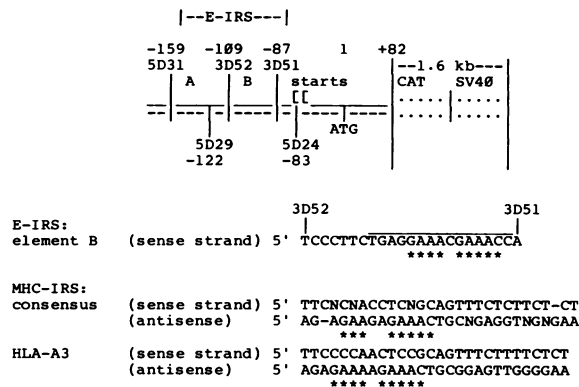 |--E-IRS---|
-159 -109 -87 1 +82
5D31 3D52 3D51 |--1.6 kb---|
A B starts CAT SV40
[[ ..... .....
ATG ..... .....
5D29 5D24
-122 -83
3D52 3D51
E-IRS:
element B (sense strand) 5' TCCCTTCTGAGGAAACGAAACCA
**** *****
MHC-IRS:
consensus (sense strand) 5' TTCNCNACCTCNGCAGTTTCTCTTCT-CT
(antisense) 5' AG-AGAAGAGAAACTGCNGAGGTNGNGAA
*** *****
HLA-A3 (sense strand) 5' TTCCCCAACTCCGCAGTTTCTTTTCTCT
(antisense) 5' AGAGAAAAGAAACTGCGGAGTTGGGGAA
**** *****